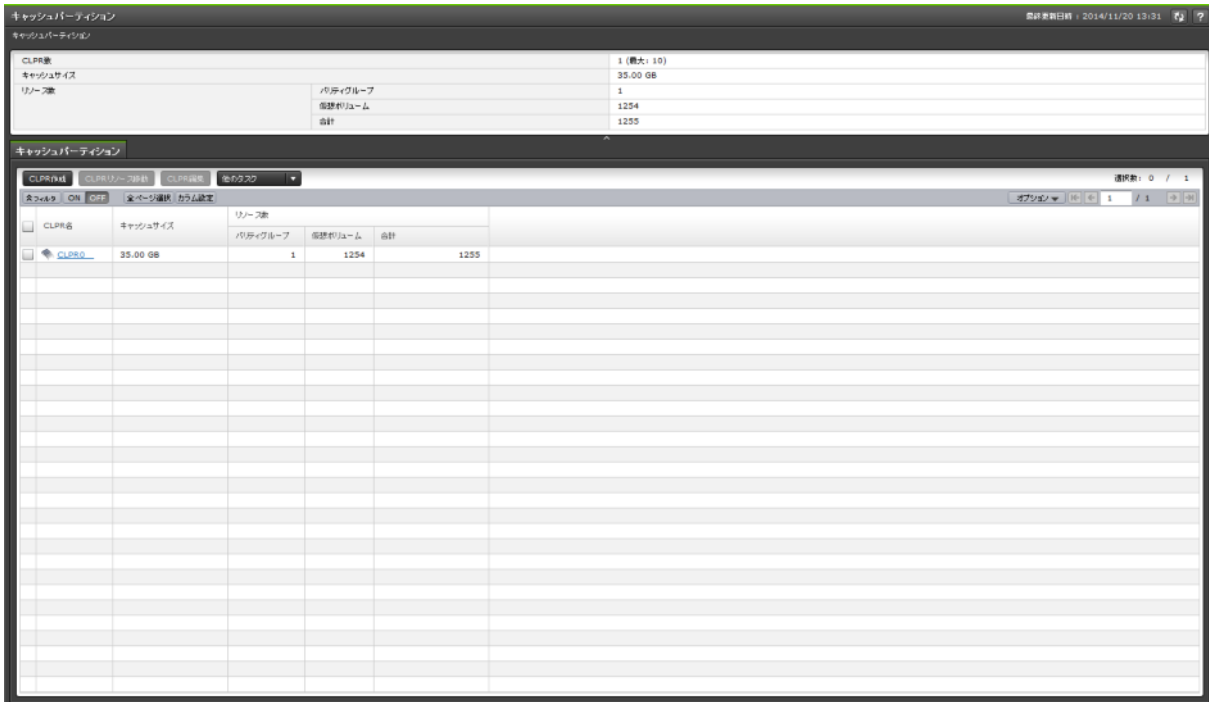 キャッシュパーティション
最終更新日時 : 2014/11/20 13:31 ?
キャッシュパーティション
CLPR数 1 (最大: 10)
キャッシュサイズ 35.00 GB
リソース数 パリティグループ 1
仮想ボリューム 1254
合計 1255
キャッシュパーティション
CLPR作成 CLPRリソース移動 CLPR編集 他のタスク 選択数: 0 / 1
フィルタ ON OFF 全ページ選択 カラム設定 オプション 1 / 1
CLPR名 キャッシュサイズ リソース数
パリティグループ 仮想ボリューム 合計
CLPR0 35.00 GB 1 1254 1255